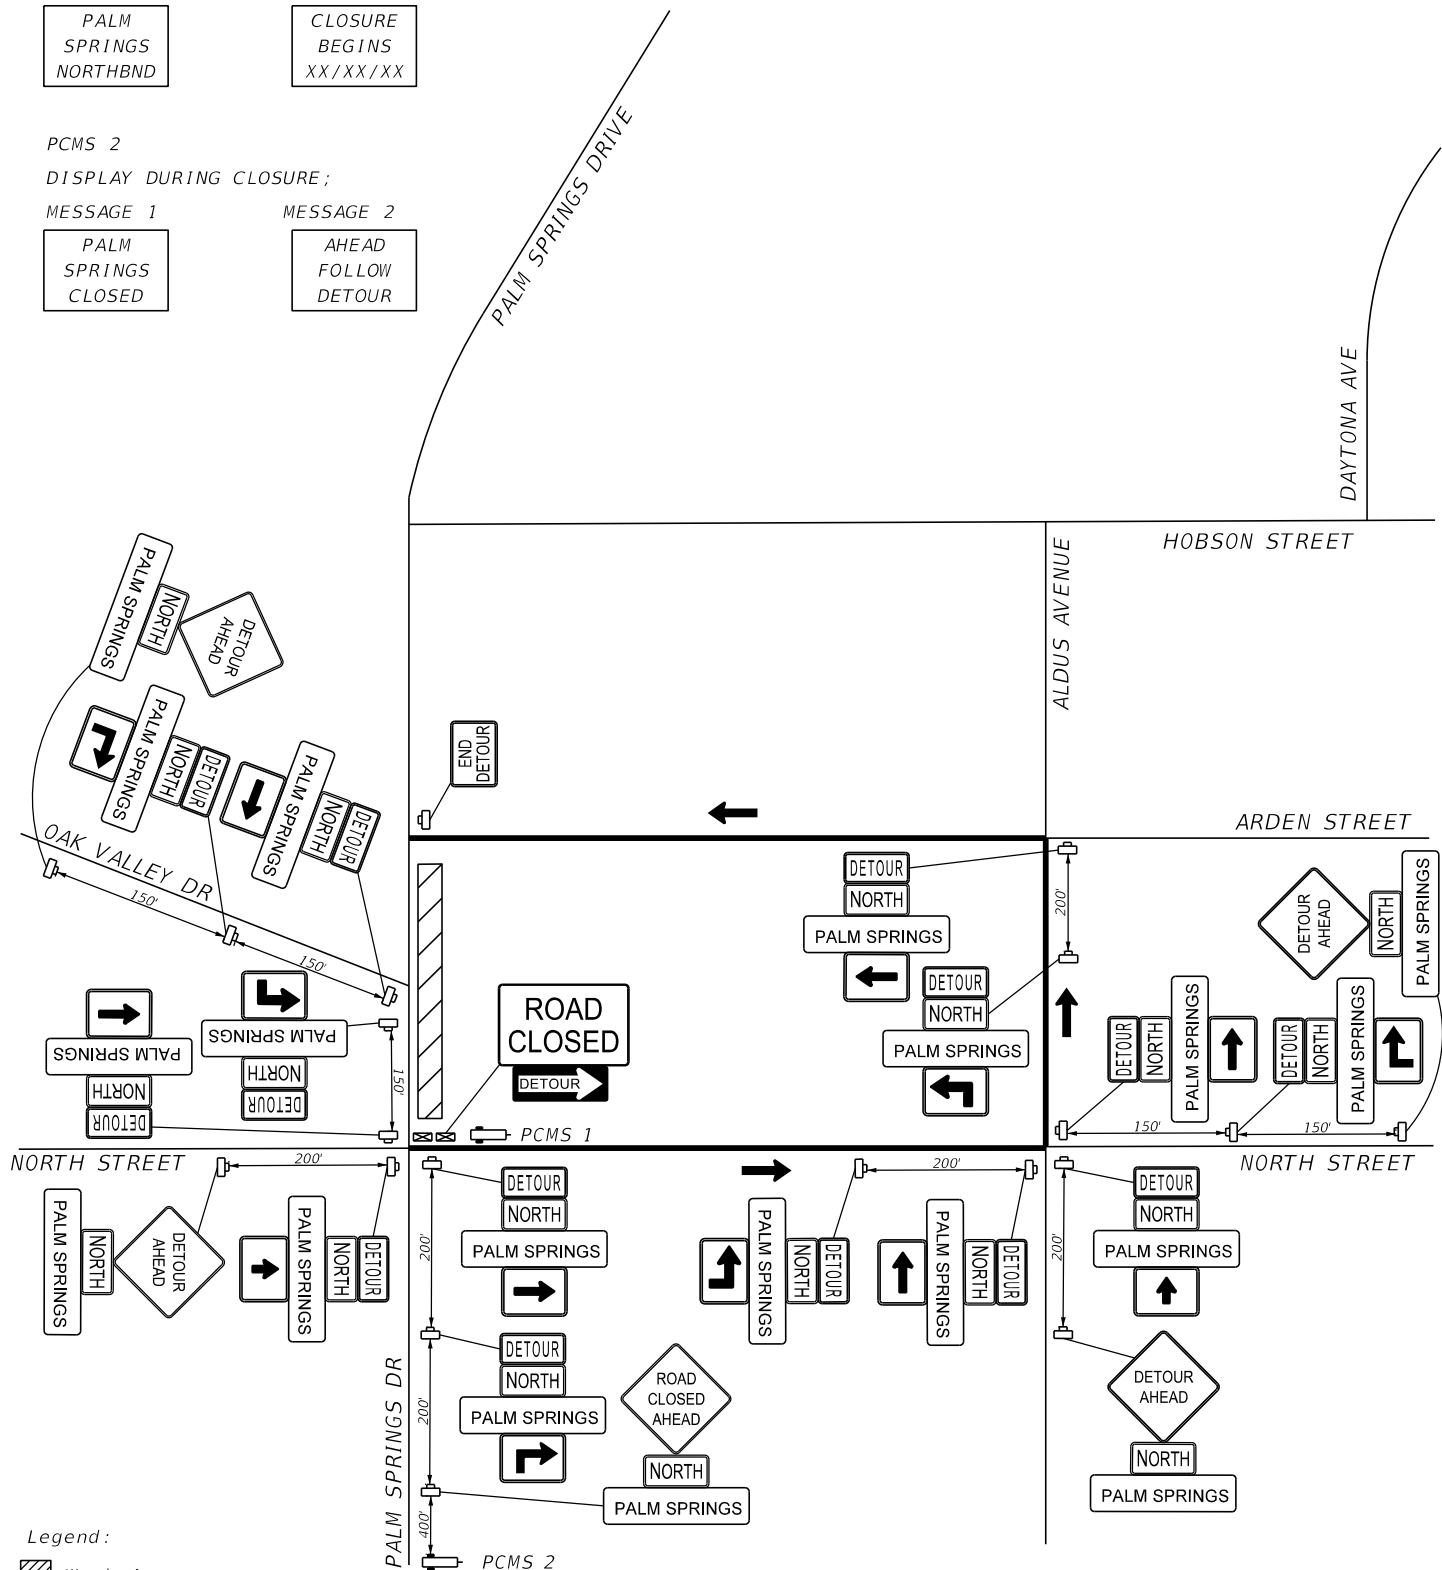 PALM
SPRINGS
NORTHBND
CLOSURE
BEGINS
XX/XX/XX
PCMS 2
DISPLAY DURING CLOSURE;
MESSAGE 1
MESSAGE 2
PALM
SPRINGS
CLOSED
AHEAD
FOLLOW
DETOUR
PALM SPRINGS DRIVE
DAYTONA AVE
HOBSON STREET
ALDUS AVENUE
PALM SPRINGS
NORTH
DETOUR
AHEAD
PALM SPRINGS
NORTH
DETOUR
PALM SPRINGS
NORTH
DETOUR
END
DETOUR
OAK VALLEY DR
150'
150'
ARDEN STREET
DETOUR
NORTH
PALM SPRINGS
200'
DETOUR
NORTH
PALM SPRINGS
DETOUR
AHEAD
NORTH
PALM SPRINGS
DETOUR
NORTH
PALM SPRINGS
DETOUR
NORTH
PALM SPRINGS
150'
150'
ROAD
CLOSED
DETOUR
PALM SPRINGS
NORTH
DETOUR
PALM SPRINGS
NORTH
DETOUR
150'
PCMS 1
NORTH STREET
200'
200'
NORTH STREET
PALM SPRINGS
NORTH
DETOUR
AHEAD
PALM SPRINGS
NORTH
DETOUR
200'
DETOUR
NORTH
PALM SPRINGS
PALM SPRINGS
NORTH
DETOUR
PALM SPRINGS
NORTH
DETOUR
200'
DETOUR
NORTH
PALM SPRINGS
PALM SPRINGS DR
200'
DETOUR
NORTH
PALM SPRINGS
ROAD
CLOSED
AHEAD
NORTH
PALM SPRINGS
DETOUR
AHEAD
NORTH
PALM SPRINGS
400'
PCMS 2
Legend: